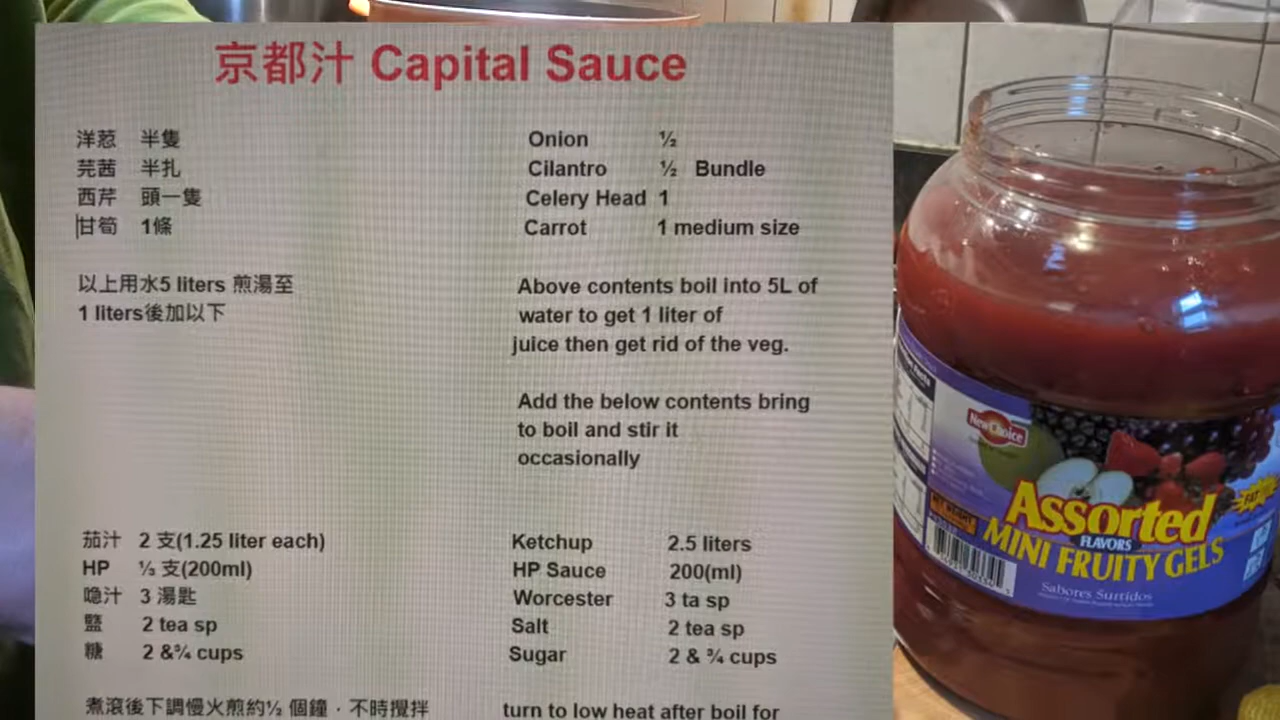 京都汁 Capital Sauce
洋葱 半隻 Onion ½
芫茜 半扎 Cilantro ½ Bundle
西芹 頭一隻 Celery Head 1
甘筍 1條 Carrot 1 medium size
以上用水5 liters 煎湯至
1 liters後加以下
Above contents boil into 5L of
water to get 1 liter of
juice then get rid of the veg.
Add the below contents bring
to boil and stir it
occasionally
茄汁 2 支(1.25 liter each) Ketchup 2.5 liters
HP ⅓ 支(200ml) HP Sauce 200(ml)
喼汁 3 湯匙 Worcester 3 ta sp
鹽 2 tea sp Salt 2 tea sp
糖 2 &¾ cups Sugar 2 & ¾ cups
煮滾後下調慢火煎約½ 個鐘，不時攪拌 turn to low heat after boil for
New Choice
Assorted
FLAVORS
MINI FRUITY GELS
Sabores Surtidos
FAT